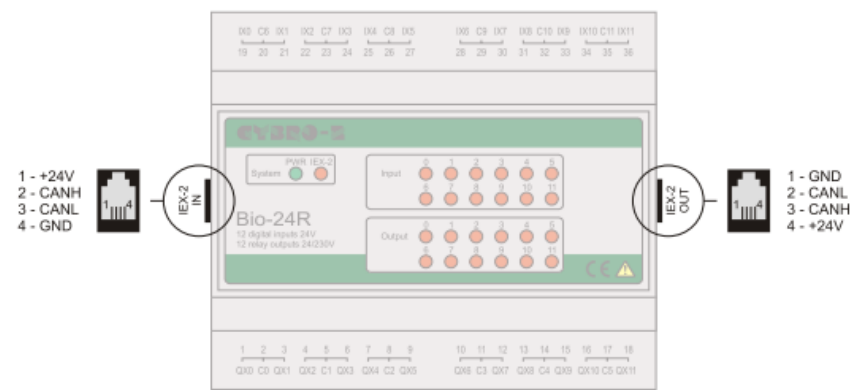 IX0 C6 IX1 IX2 C7 IX3 IX4 C8 IX5 IX6 C9 IX7 IX8 C10 IX9 IX10 C11 IX11
19 20 21 22 23 24 25 26 27 28 29 30 31 32 33 34 35 36
CYBRO-2
PWR IEX-2
System
Input
0 1 2 3 4 5
6 7 8 9 10 11
Bio-24R
12 digital inputs 24V
12 relay outputs 24/230V
Output
0 1 2 3 4 5
6 7 8 9 10 11
CE
1 - +24V
2 - CANH
3 - CANL
4 - GND
1 4
IEX-2
IN
IEX-2
OUT
1 4
1 - GND
2 - CANL
3 - CANH
4 - +24V
1 2 3 4 5 6 7 8 9 10 11 12 13 14 15 16 17 18
QX0 C0 QX1 QX2 C1 QX3 QX4 C2 QX5 QX6 C3 QX7 QX8 C4 QX9 QX10 C5 QX11